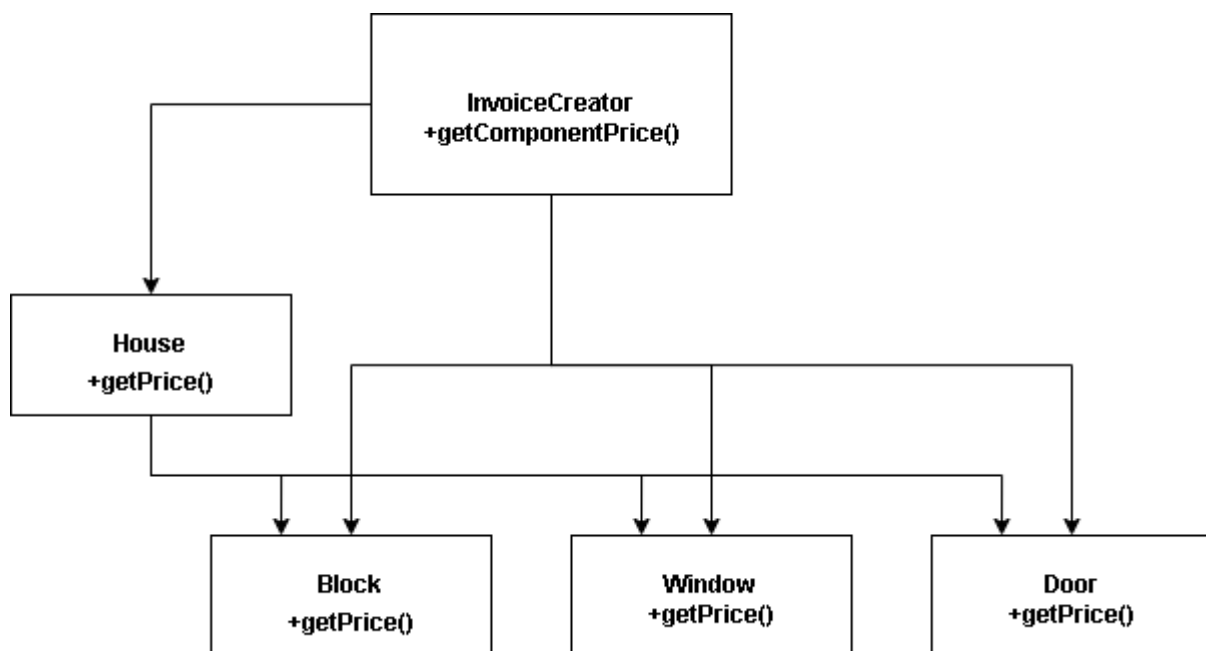 InvoiceCreator
+getComponentPrice()
House
+getPrice()
Block
+getPrice()
Window
+getPrice()
Door
+getPrice()